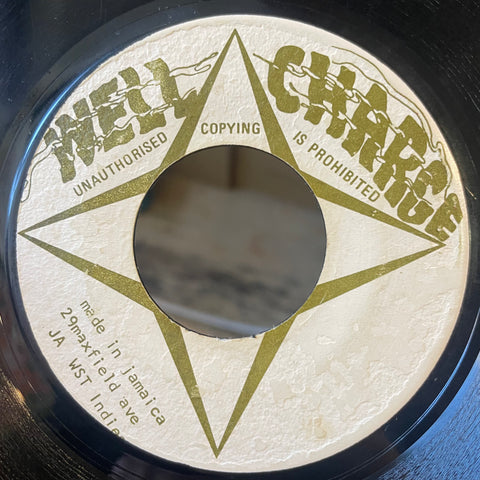 WELL CHARGE
UNAUTHORISED COPYING IS PROHIBITED
made in jamaica
29maxfield ave
JA WST Indie